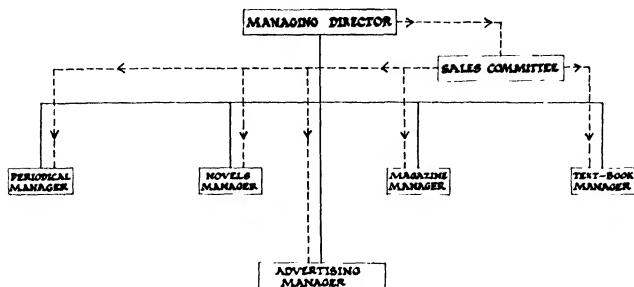 MANAGING DIRECTOR
SALES COMMITTEE
PERIODICAL
MANAGER
NOVELS
MANAGER
MAGAZINE
MANAGER
TEXT-BOOK
MANAGER
ADVERTISING
MANAGER